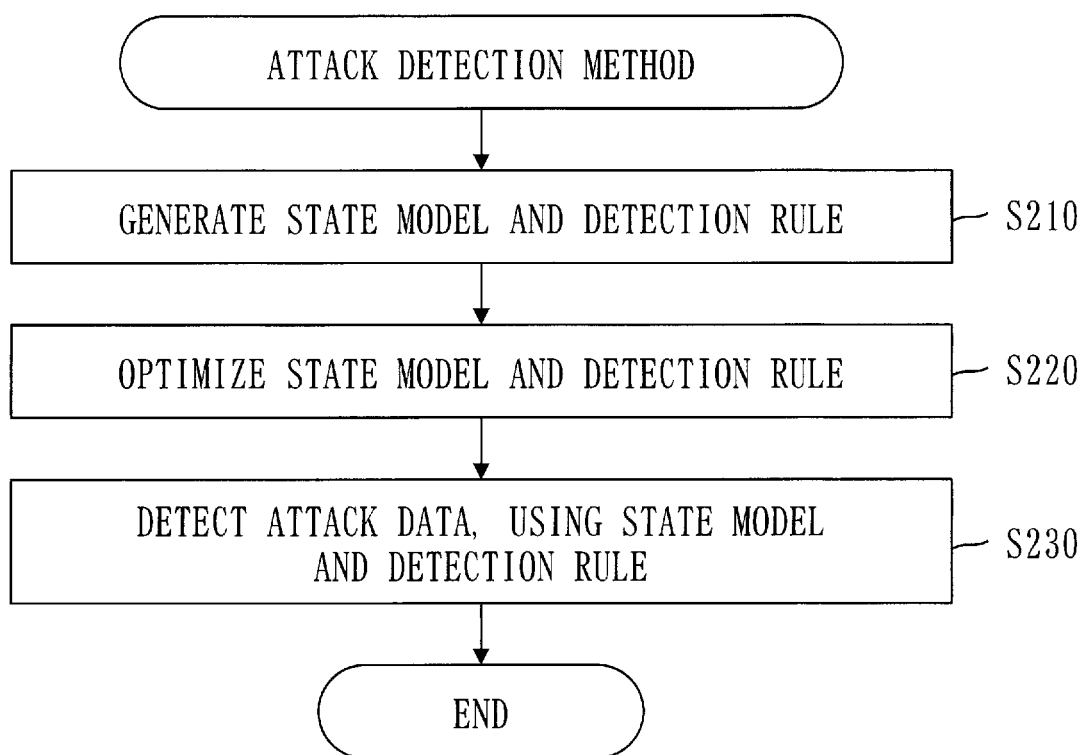 ATTACK DETECTION METHOD
GENERATE STATE MODEL AND DETECTION RULE
S210
OPTIMIZE STATE MODEL AND DETECTION RULE
S220
DETECT ATTACK DATA, USING STATE MODEL
AND DETECTION RULE
S230
END